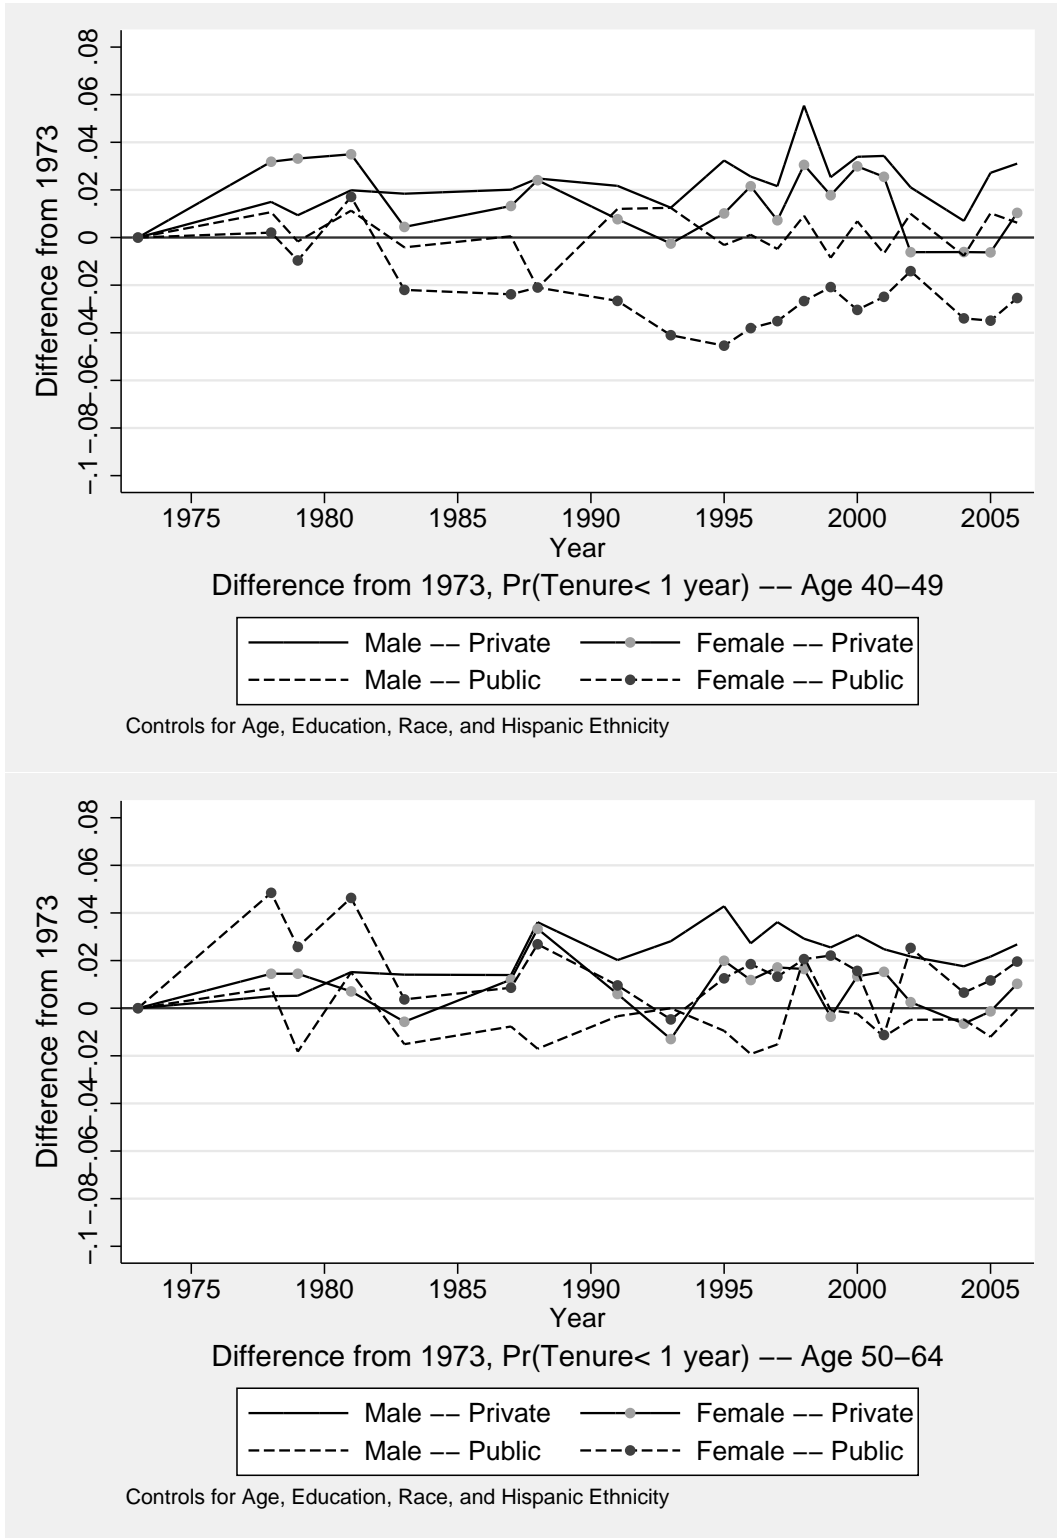 .08
.06
.04
.02
0
−.02
−.04
−.06
−.08
−.1
Difference from 1973
1975 1980 1985 1990 1995 2000 2005
Year
Difference from 1973, Pr(Tenure< 1 year) −− Age 40−49
Male −− Private Female −− Private
Male −− Public Female −− Public
Controls for Age, Education, Race, and Hispanic Ethnicity
.08
.06
.04
.02
0
−.02
−.04
−.06
−.08
−.1
Difference from 1973
1975 1980 1985 1990 1995 2000 2005
Year
Difference from 1973, Pr(Tenure< 1 year) −− Age 50−64
Male −− Private Female −− Private
Male −− Public Female −− Public
Controls for Age, Education, Race, and Hispanic Ethnicity